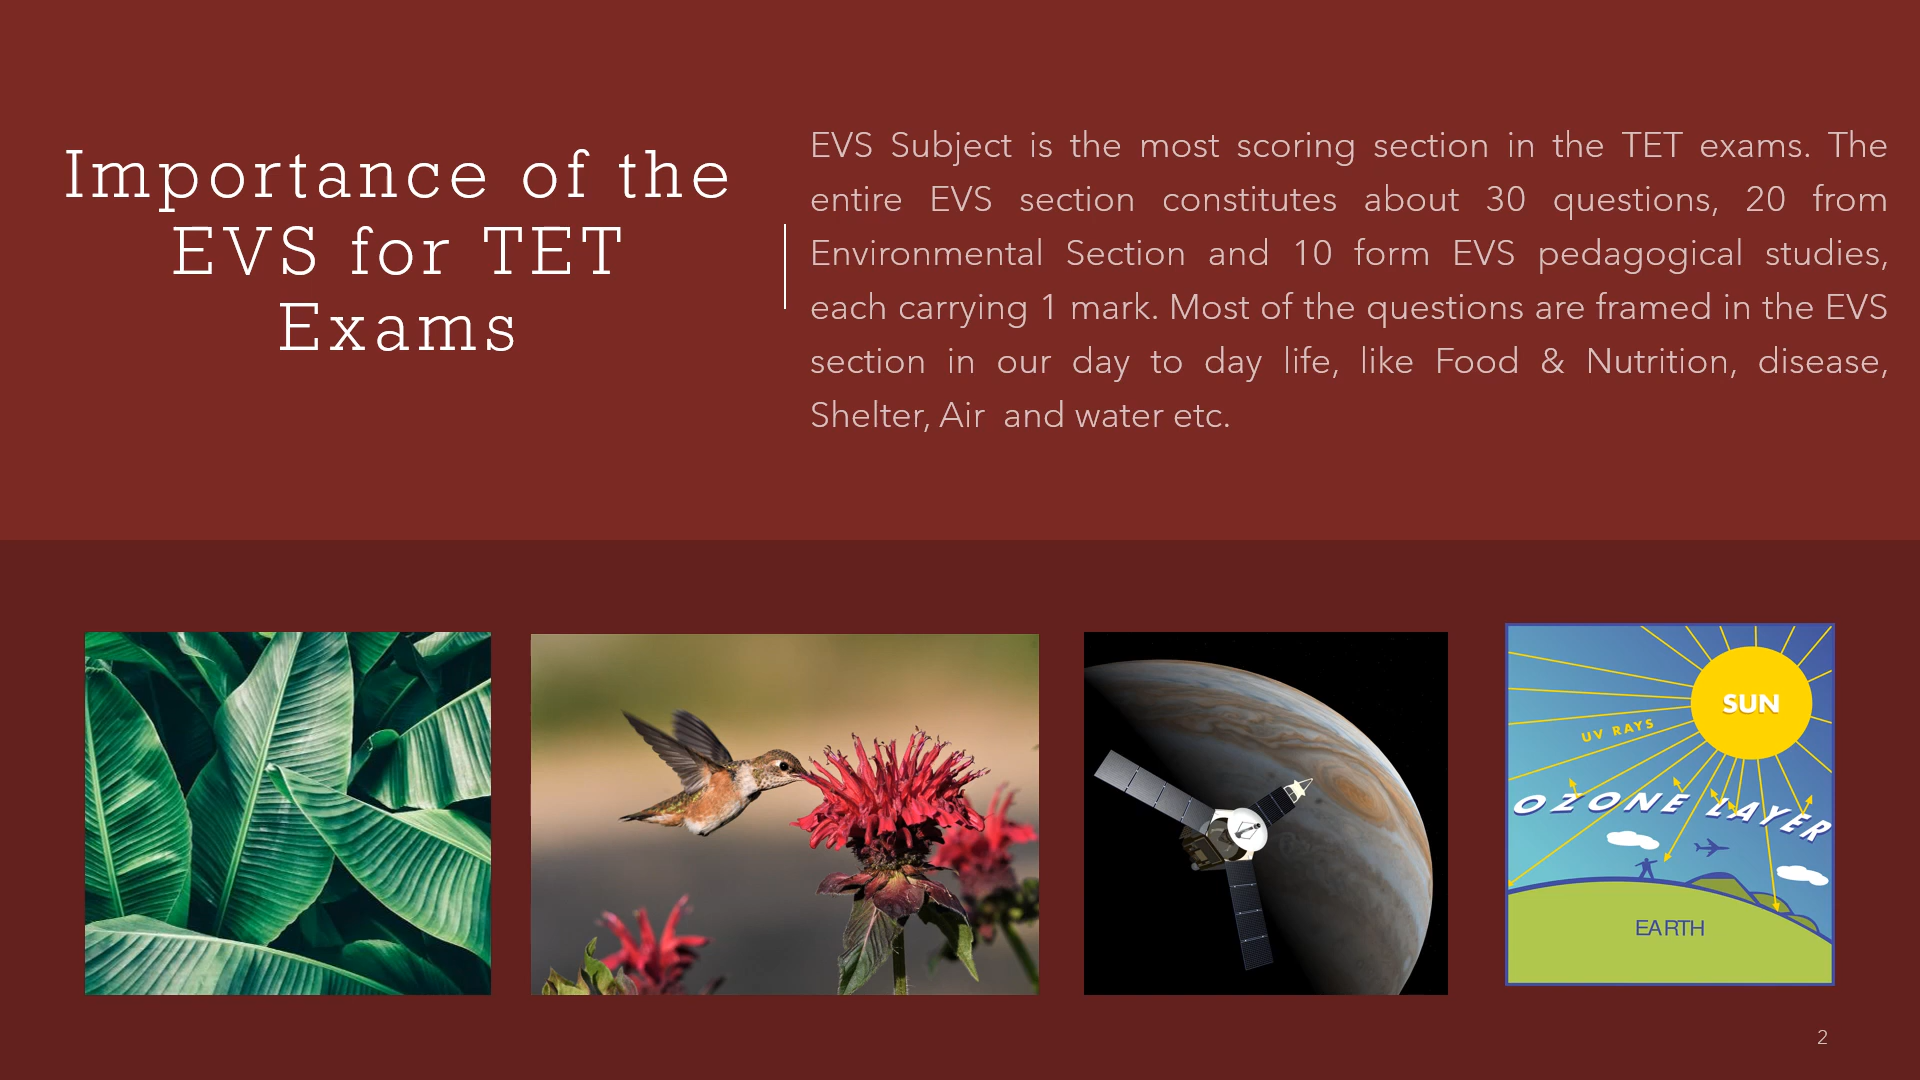 Importance of the
EVS for TET
Exams
EVS Subject is the most scoring section in the TET exams. The
entire EVS section constitutes about 30 questions, 20 from
Environmental Section and 10 form EVS pedagogical studies,
each carrying 1 mark. Most of the questions are framed in the EVS
section in our day to day life, like Food & Nutrition, disease,
Shelter, Air  and water etc.
SUN
UV RAYS
OZONE LAYER
EARTH
2